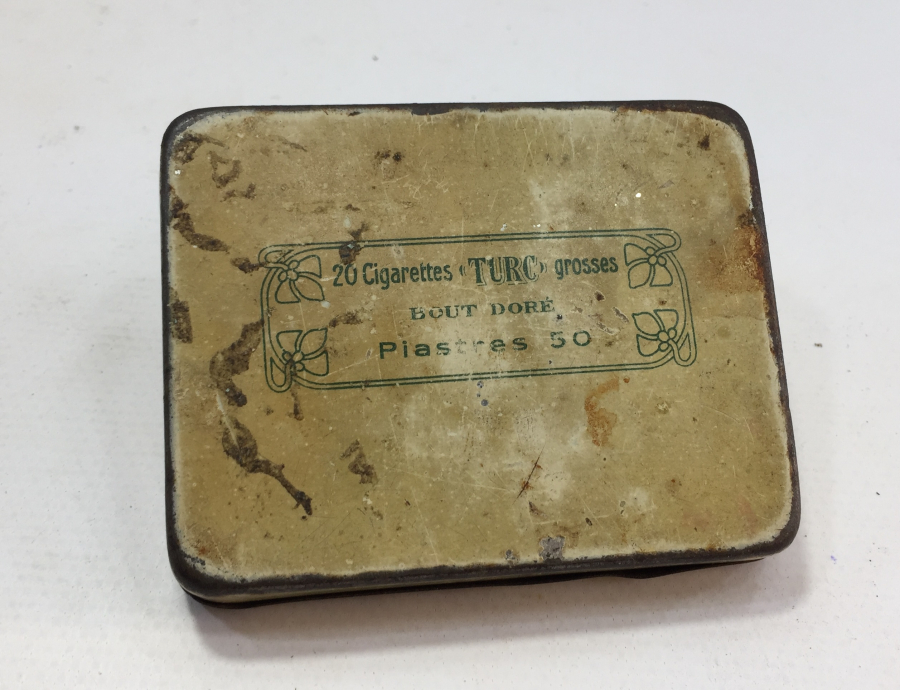 20 Cigarettes «TURC» grosses
BOUT DORÉ
Piastres 50